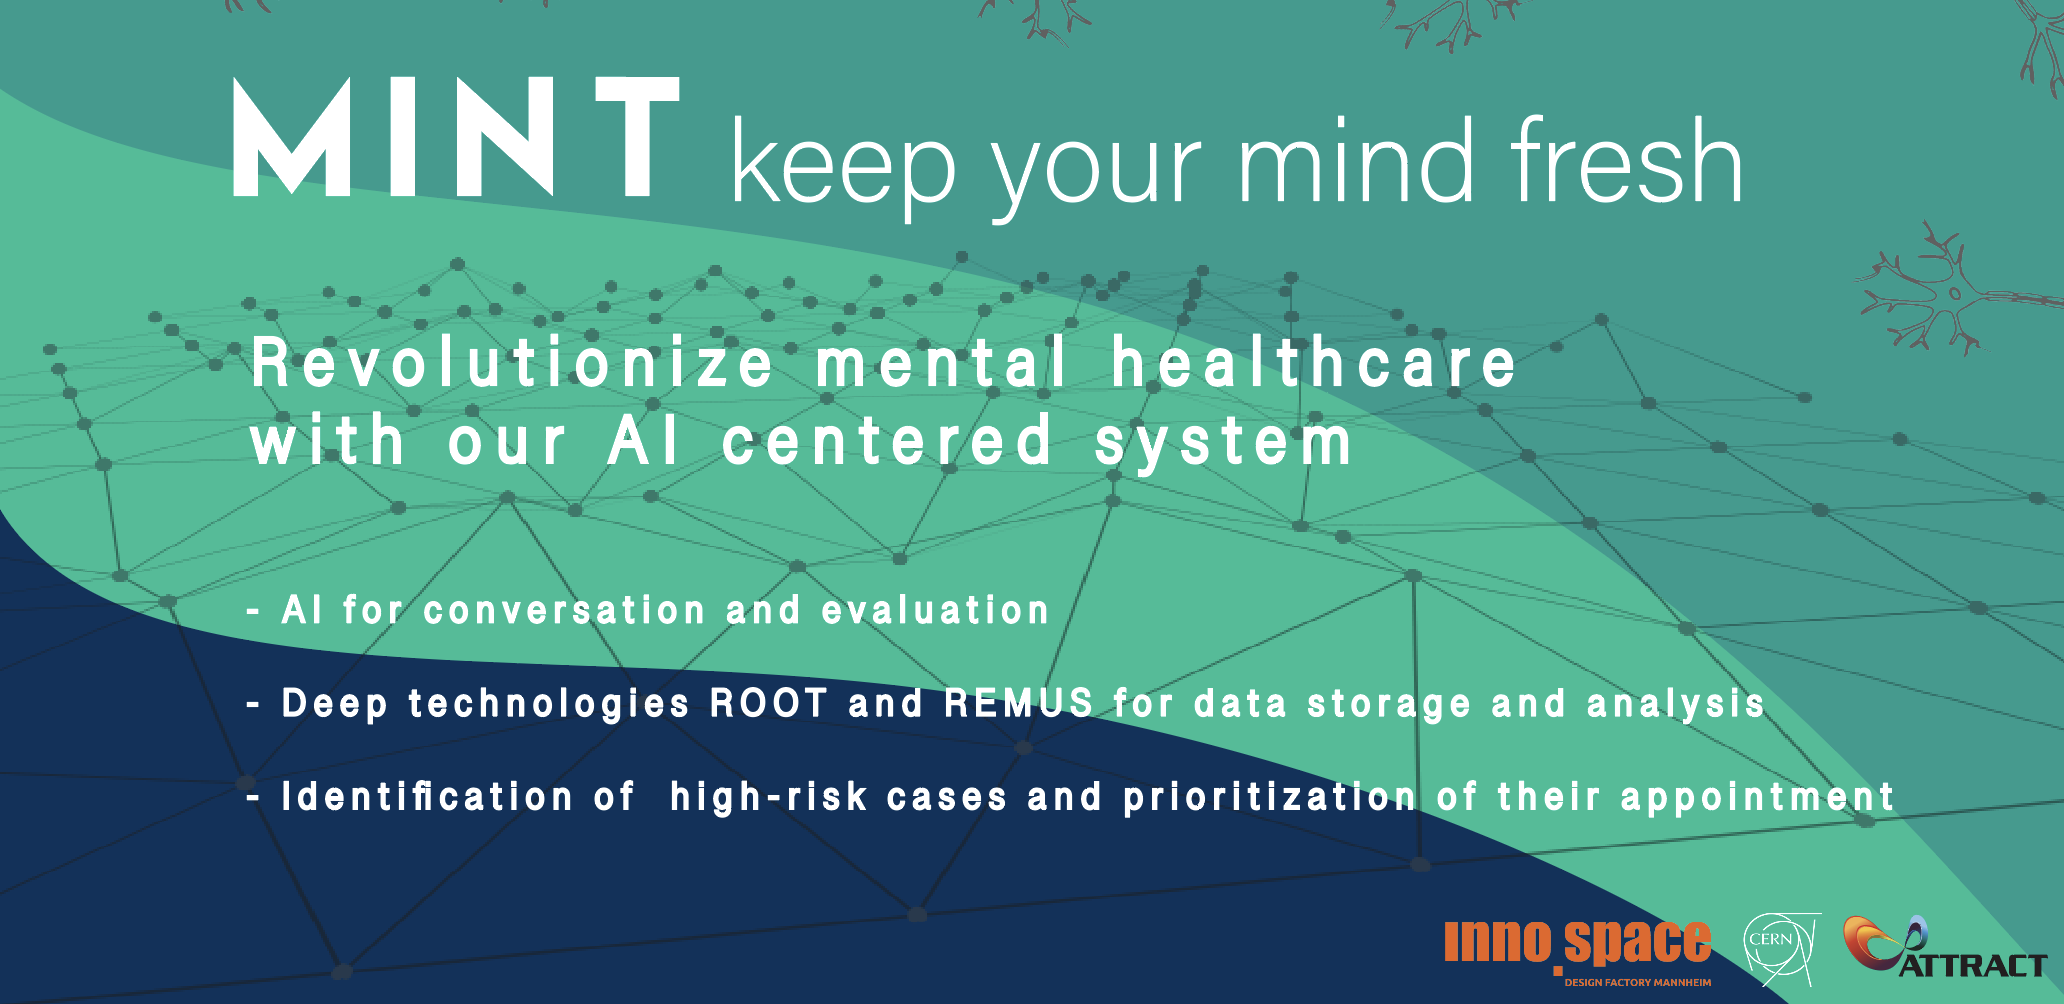 MINT keep your mind fresh
Revolutionize mental healthcare
with our AI centered system
- AI for conversation and evaluation
- Deep technologies ROOT and REMUS for data storage and analysis
- Identification of high-risk cases and prioritization of their appointment
inno.space
DESIGN FACTORY MANNHEIM
CERN
ATTRACT